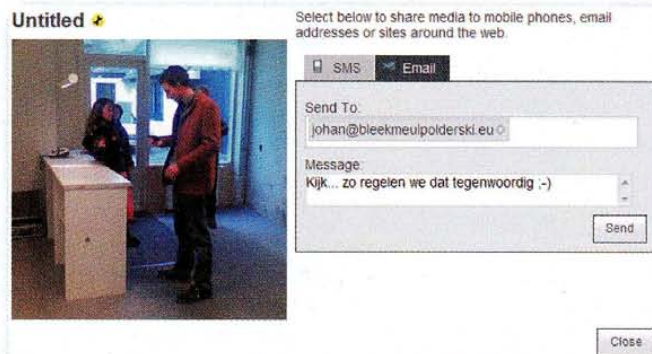 Untitled
Select below to share media to mobile phones, email
addresses or sites around the web.
SMS
Email
Send To:
johan@bleekmeulpolderski.eu
Message:
Kijk... zo regelen we dat tegenwoordig ;-)
Send
Close